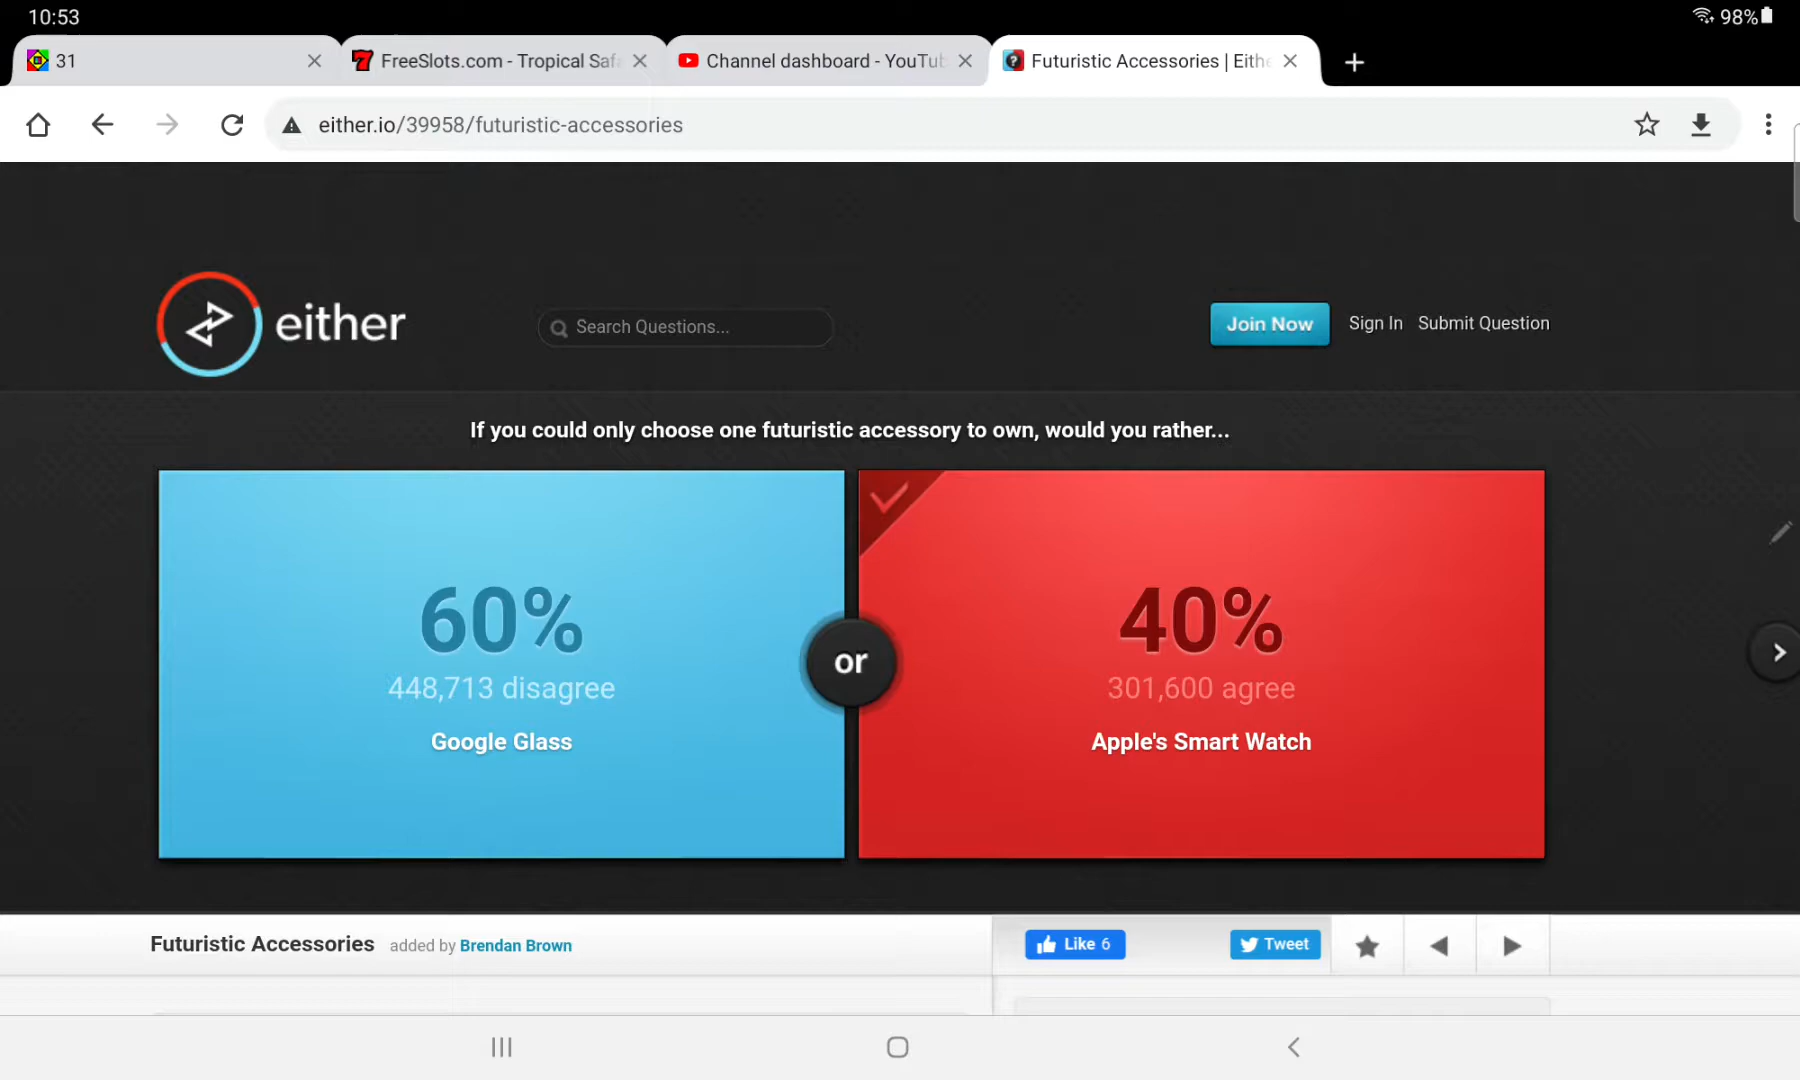 10:53
98%
31
FreeSlots.com - Tropical Safa
Channel dashboard - YouTub
Futuristic Accessories | Eithe
either.io/39958/futuristic-accessories
either
Search Questions...
Join Now
Sign In
Submit Question
If you could only choose one futuristic accessory to own, would you rather...
60%
448,713 disagree
Google Glass
or
40%
301,600 agree
Apple's Smart Watch
Futuristic Accessories added by Brendan Brown
Like 6
Tweet